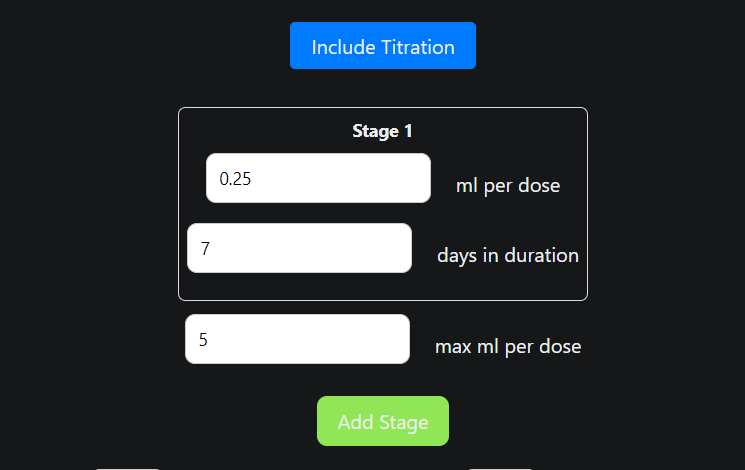 Include Titration
Stage 1
0.25 ml per dose
7 days in duration
5 max ml per dose
Add Stage